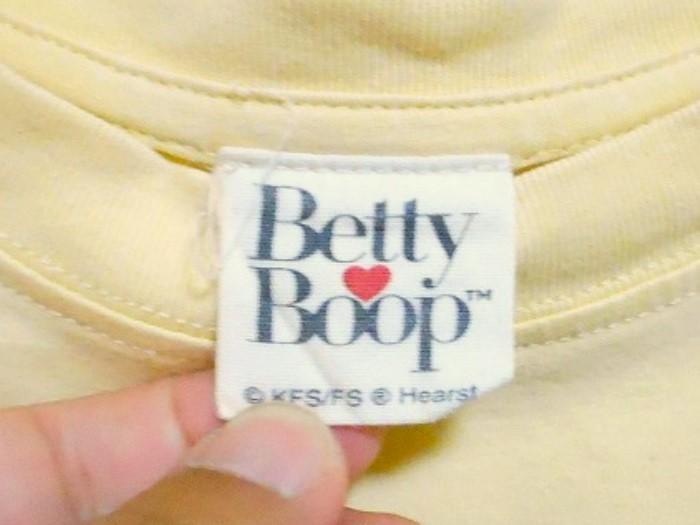 Betty
Boop™
© KFS/FS ® Hearst